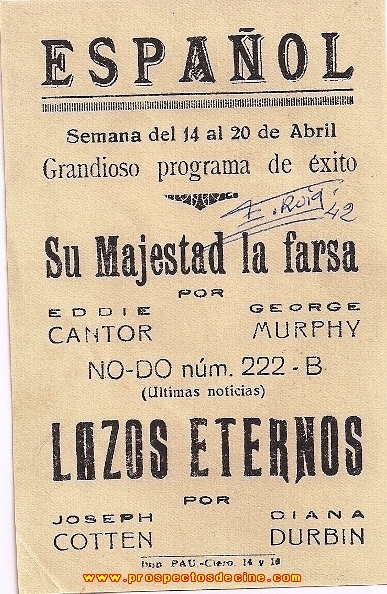 ESPAÑOL
Semana del 14 al 20 de Abril
Grandioso programa de éxito
E. Roig
42
Su Majestad la farsa
POR
EDDIE GEORGE
CANTOR MURPHY
NO-DO núm. 222 - B
(Ultimas noticias)
LAZOS ETERNOS
POR
JOSEPH DIANA
COTTEN DURBIN
Imp. PAU.-Clero, 14 y 16
www.prospectosdecine.com